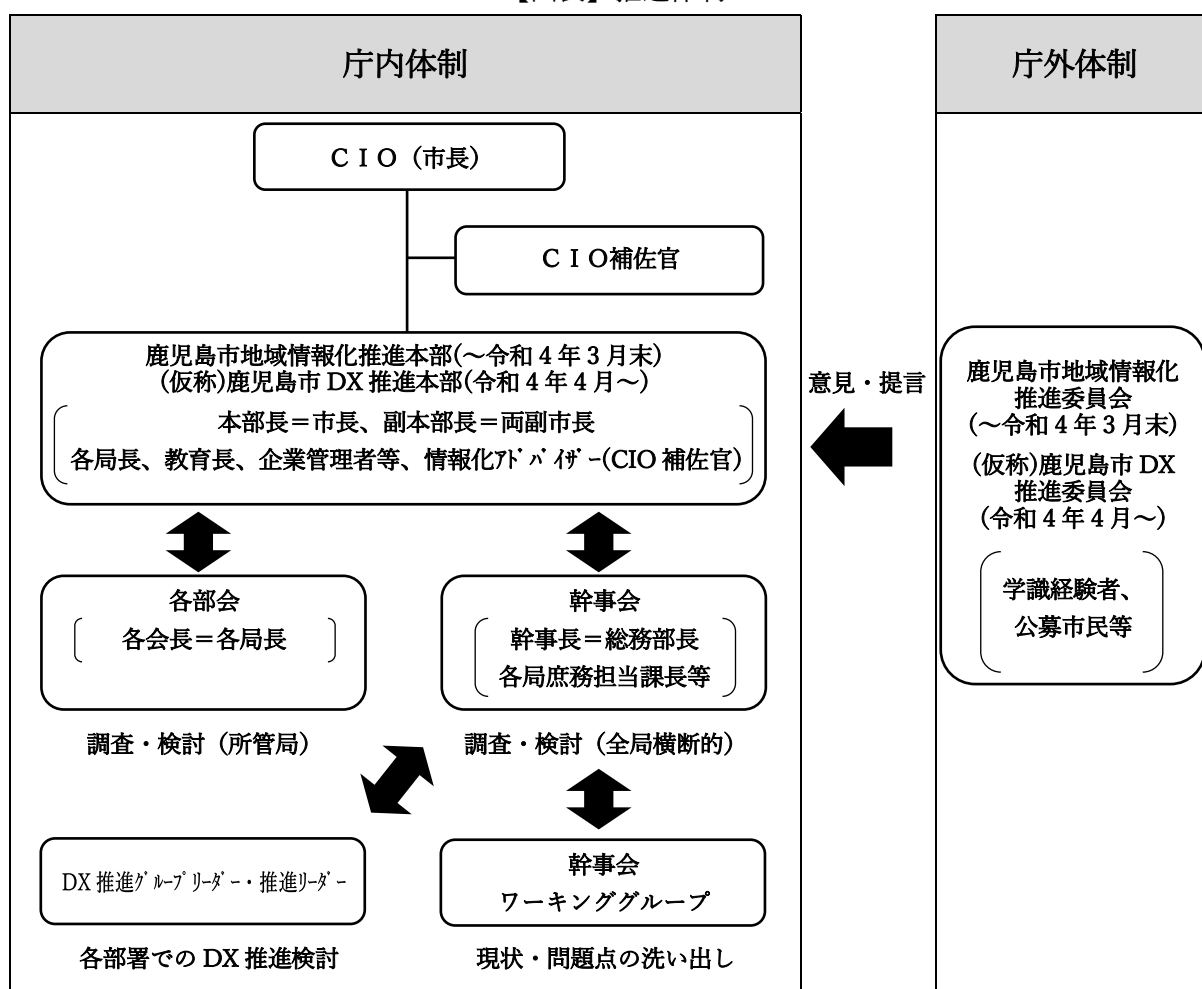 庁内体制
庁外体制
ＣＩＯ（市長）
ＣＩＯ補佐官
鹿児島市地域情報化推進本部(～令和４年３月末)
(仮称)鹿児島市 DX 推進本部(令和４年４月～)
本部長＝市長、副本部長＝両副市長
各局長、教育長、企業管理者等、情報化ｱﾄﾞﾊﾞｲｻﾞｰ(CIO 補佐官)
意見・提言
鹿児島市地域情報化
推進委員会
(～令和４年３月末)
(仮称)鹿児島市 DX
推進委員会
(令和４年４月～)
学識経験者、
公募市民等
各部会
各会長＝各局長
調査・検討（所管局）
幹事会
幹事長＝総務部長
各局庶務担当課長等
調査・検討（全局横断的）
DX 推進ｸﾞﾙｰﾌﾟﾘｰﾀﾞｰ・推進ﾘｰﾀﾞｰ
各部署での DX 推進検討
幹事会
ワーキンググループ
現状・問題点の洗い出し